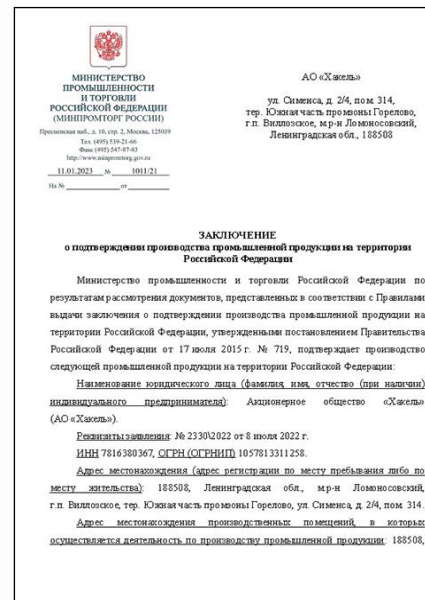 МИНИСТЕРСТВО
ПРОМЫШЛЕННОСТИ
И ТОРГОВЛИ
РОССИЙСКОЙ ФЕДЕРАЦИИ
(МИНПРОМТОРГ РОССИИ)
Пресненская наб., д. 10, стр. 2, Москва, 125039
Тел. (495) 539-21-66
Факс (495) 547-87-83
http://www.minpromtorg.gov.ru
11.01.2023 № 1011/21
На № от
АО «Хакель»
ул. Сименса, д. 2/4, пом. 314,
тер. Южная часть промзоны Горелово,
г.п. Виллозское, м.р-н Ломоносовский,
Ленинградская обл., 188508
ЗАКЛЮЧЕНИЕ
о подтверждении производства промышленной продукции на территории
Российской Федерации
Министерство промышленности и торговли Российской Федерации по
результатам рассмотрения документов, представленных в соответствии с Правилами
выдачи заключения о подтверждении производства промышленной продукции на
территории Российской Федерации, утвержденными постановлением Правительства
Российской Федерации от 17 июля 2015 г. № 719, подтверждает производство
следующей промышленной продукции на территории Российской Федерации:
Наименование юридического лица (фамилия, имя, отчество (при наличии)
индивидуального предпринимателя): Акционерное общество «Хакель»
(АО «Хакель»).
Реквизиты заявления: № 2330\2022 от 8 июля 2022 г.
ИНН 7816380367, ОГРН (ОГРНИП) 1057813311258.
Адрес местонахождения (адрес регистрации по месту пребывания либо по
месту жительства): 188508, Ленинградская обл., м-р-н Ломоносовский,
г.п. Виллозское, тер. Южная часть промзоны Горелово, ул. Сименса, д. 2/4, пом. 314.
Адрес местонахождения производственных помещений, в которых
осуществляется деятельность по производству промышленной продукции: 188508,